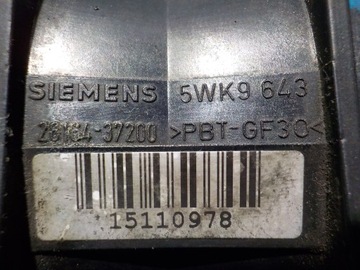 SIEMENS 5WK9 643
28164-37200 >PBT-GF30<
15110978